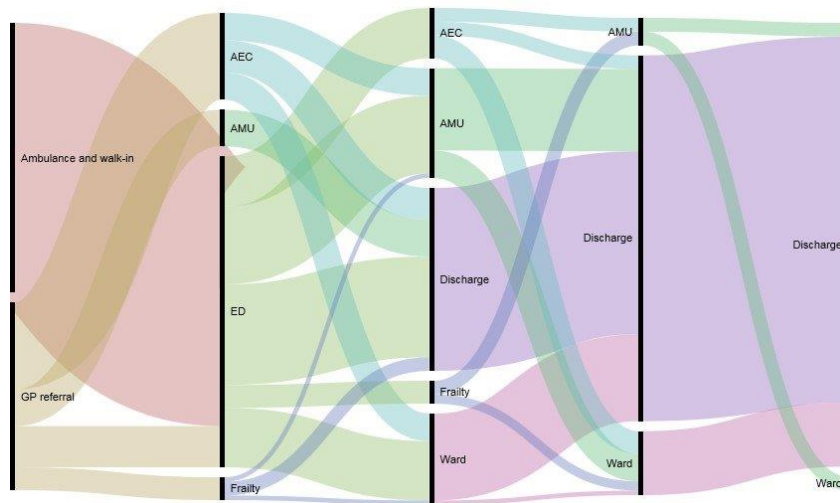 Ambulance and walk-in
GP referral
AEC
AMU
ED
Frailty
AEC
AMU
Discharge
Frailty
Ward
AMU
Discharge
Ward
Discharge
Ward